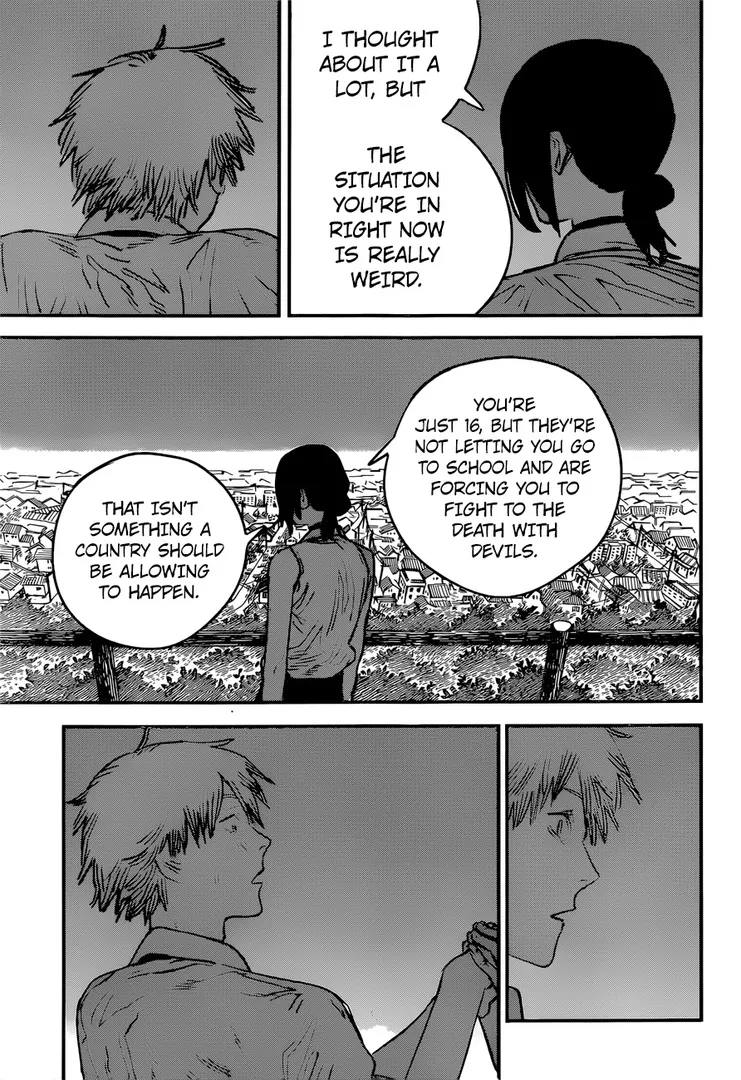 I THOUGHT
ABOUT IT A
LOT, BUT
THE
SITUATION
YOU'RE IN
RIGHT NOW
IS REALLY
WEIRD.
YOU'RE
JUST 16, BUT THEY'RE
NOT LETTING YOU GO
TO SCHOOL AND ARE
FORCING YOU TO
FIGHT TO THE
DEATH WITH
DEVILS.
THAT ISN'T
SOMETHING A
COUNTRY SHOULD
BE ALLOWING
TO HAPPEN.